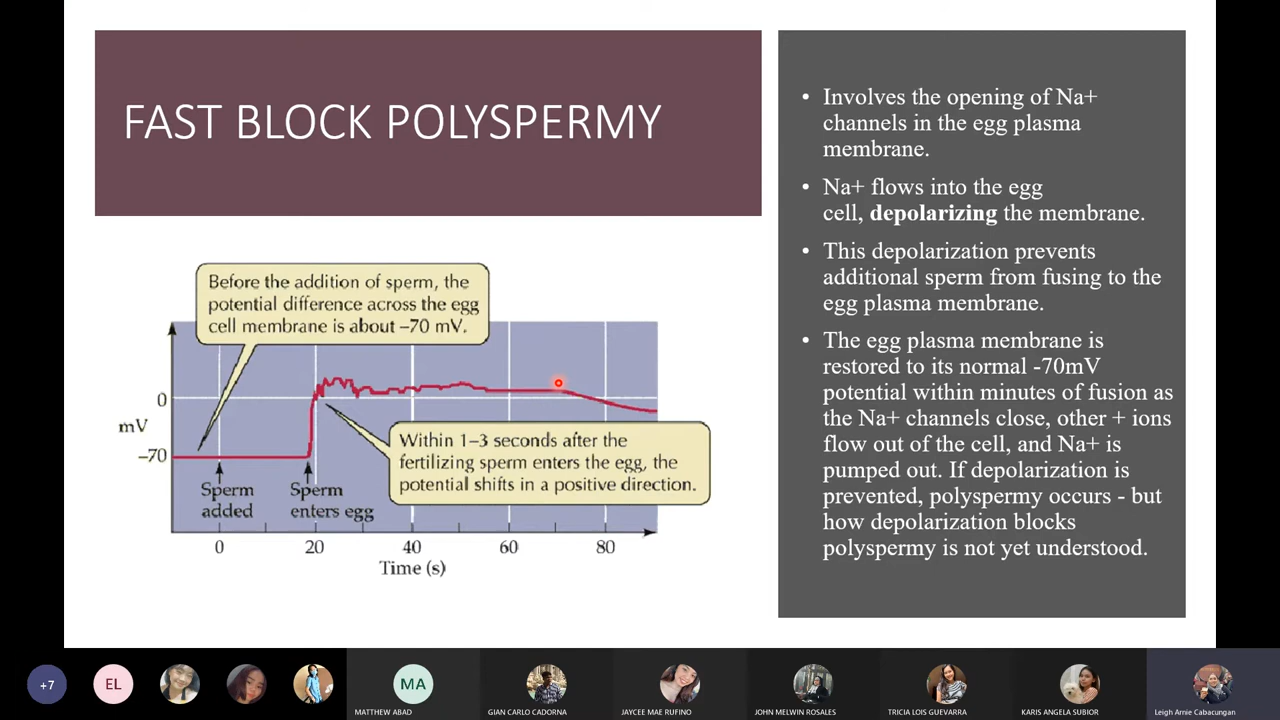 FAST BLOCK POLYSPERMY
Before the addition of sperm, the
potential difference across the egg
cell membrane is about –70 mV.
0
mV
–70
Within 1–3 seconds after the
fertilizing sperm enters the egg, the
potential shifts in a positive direction.
Sperm
added
Sperm
enters egg
0
20
40
60
80
Time (s)
• Involves the opening of Na+
channels in the egg plasma
membrane.
• Na+ flows into the egg
cell, depolarizing the membrane.
• This depolarization prevents
additional sperm from fusing to the
egg plasma membrane.
• The egg plasma membrane is
restored to its normal -70mV
potential within minutes of fusion as
the Na+ channels close, other + ions
flow out of the cell, and Na+ is
pumped out. If depolarization is
prevented, polyspermy occurs - but
how depolarization blocks
polyspermy is not yet understood.
+7
EL
MA
MATTHEW ABAD
GIAN CARLO CADORNA
JAYCEE MAE RUFINO
JOHN MELWIN ROSALES
TRICIA LOIS GUEVARRA
KARIS ANGELA SUBIOR
Leigh Arnie Cabacungan